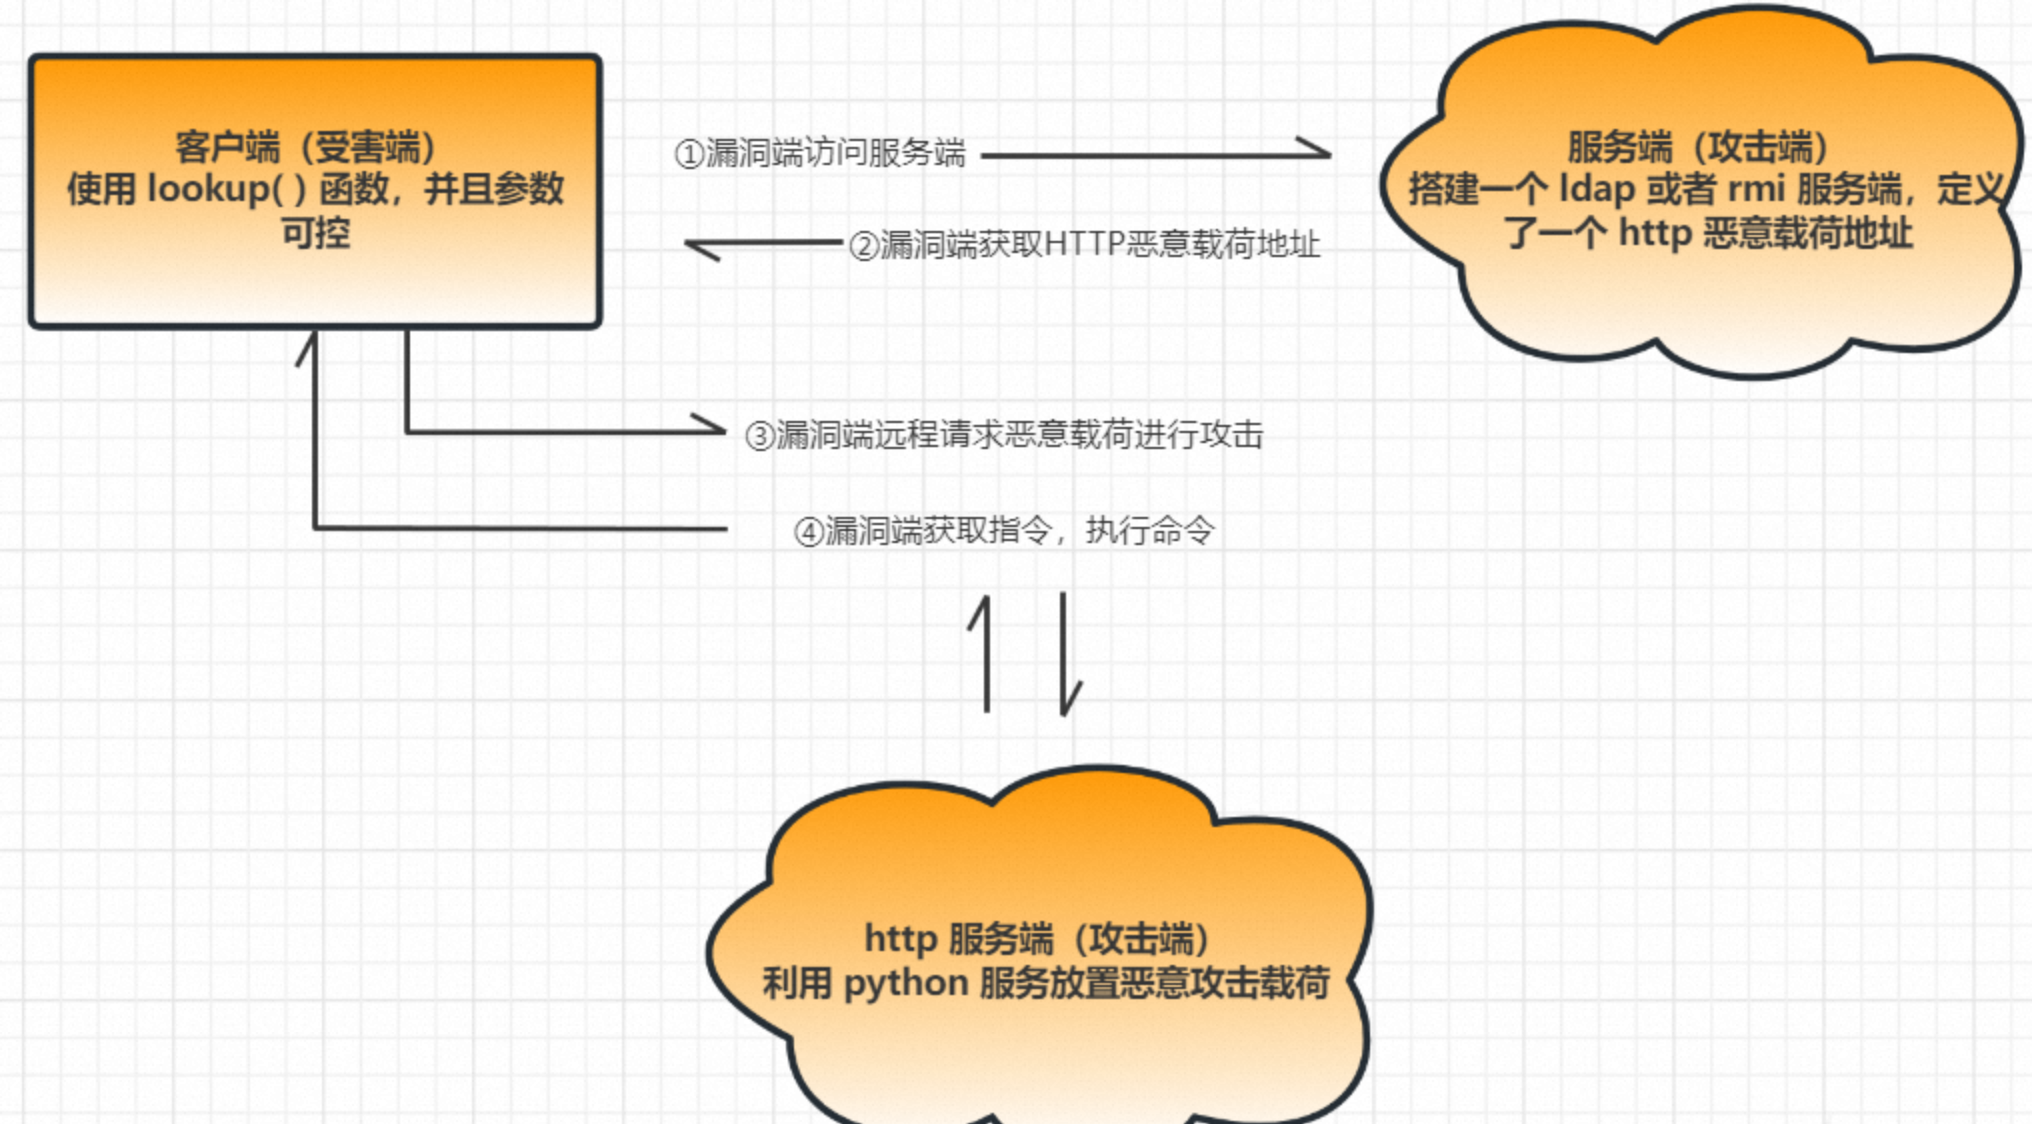 客户端（受害端）
使用 lookup( ) 函数，并且参数
可控
①漏洞端访问服务端
②漏洞端获取HTTP恶意载荷地址
服务端（攻击端）
搭建一个 ldap 或者 rmi 服务端，定义
了一个 http 恶意载荷地址
③漏洞端远程请求恶意载荷进行攻击
④漏洞端获取指令，执行命令
http 服务端（攻击端）
利用 python 服务放置恶意攻击载荷